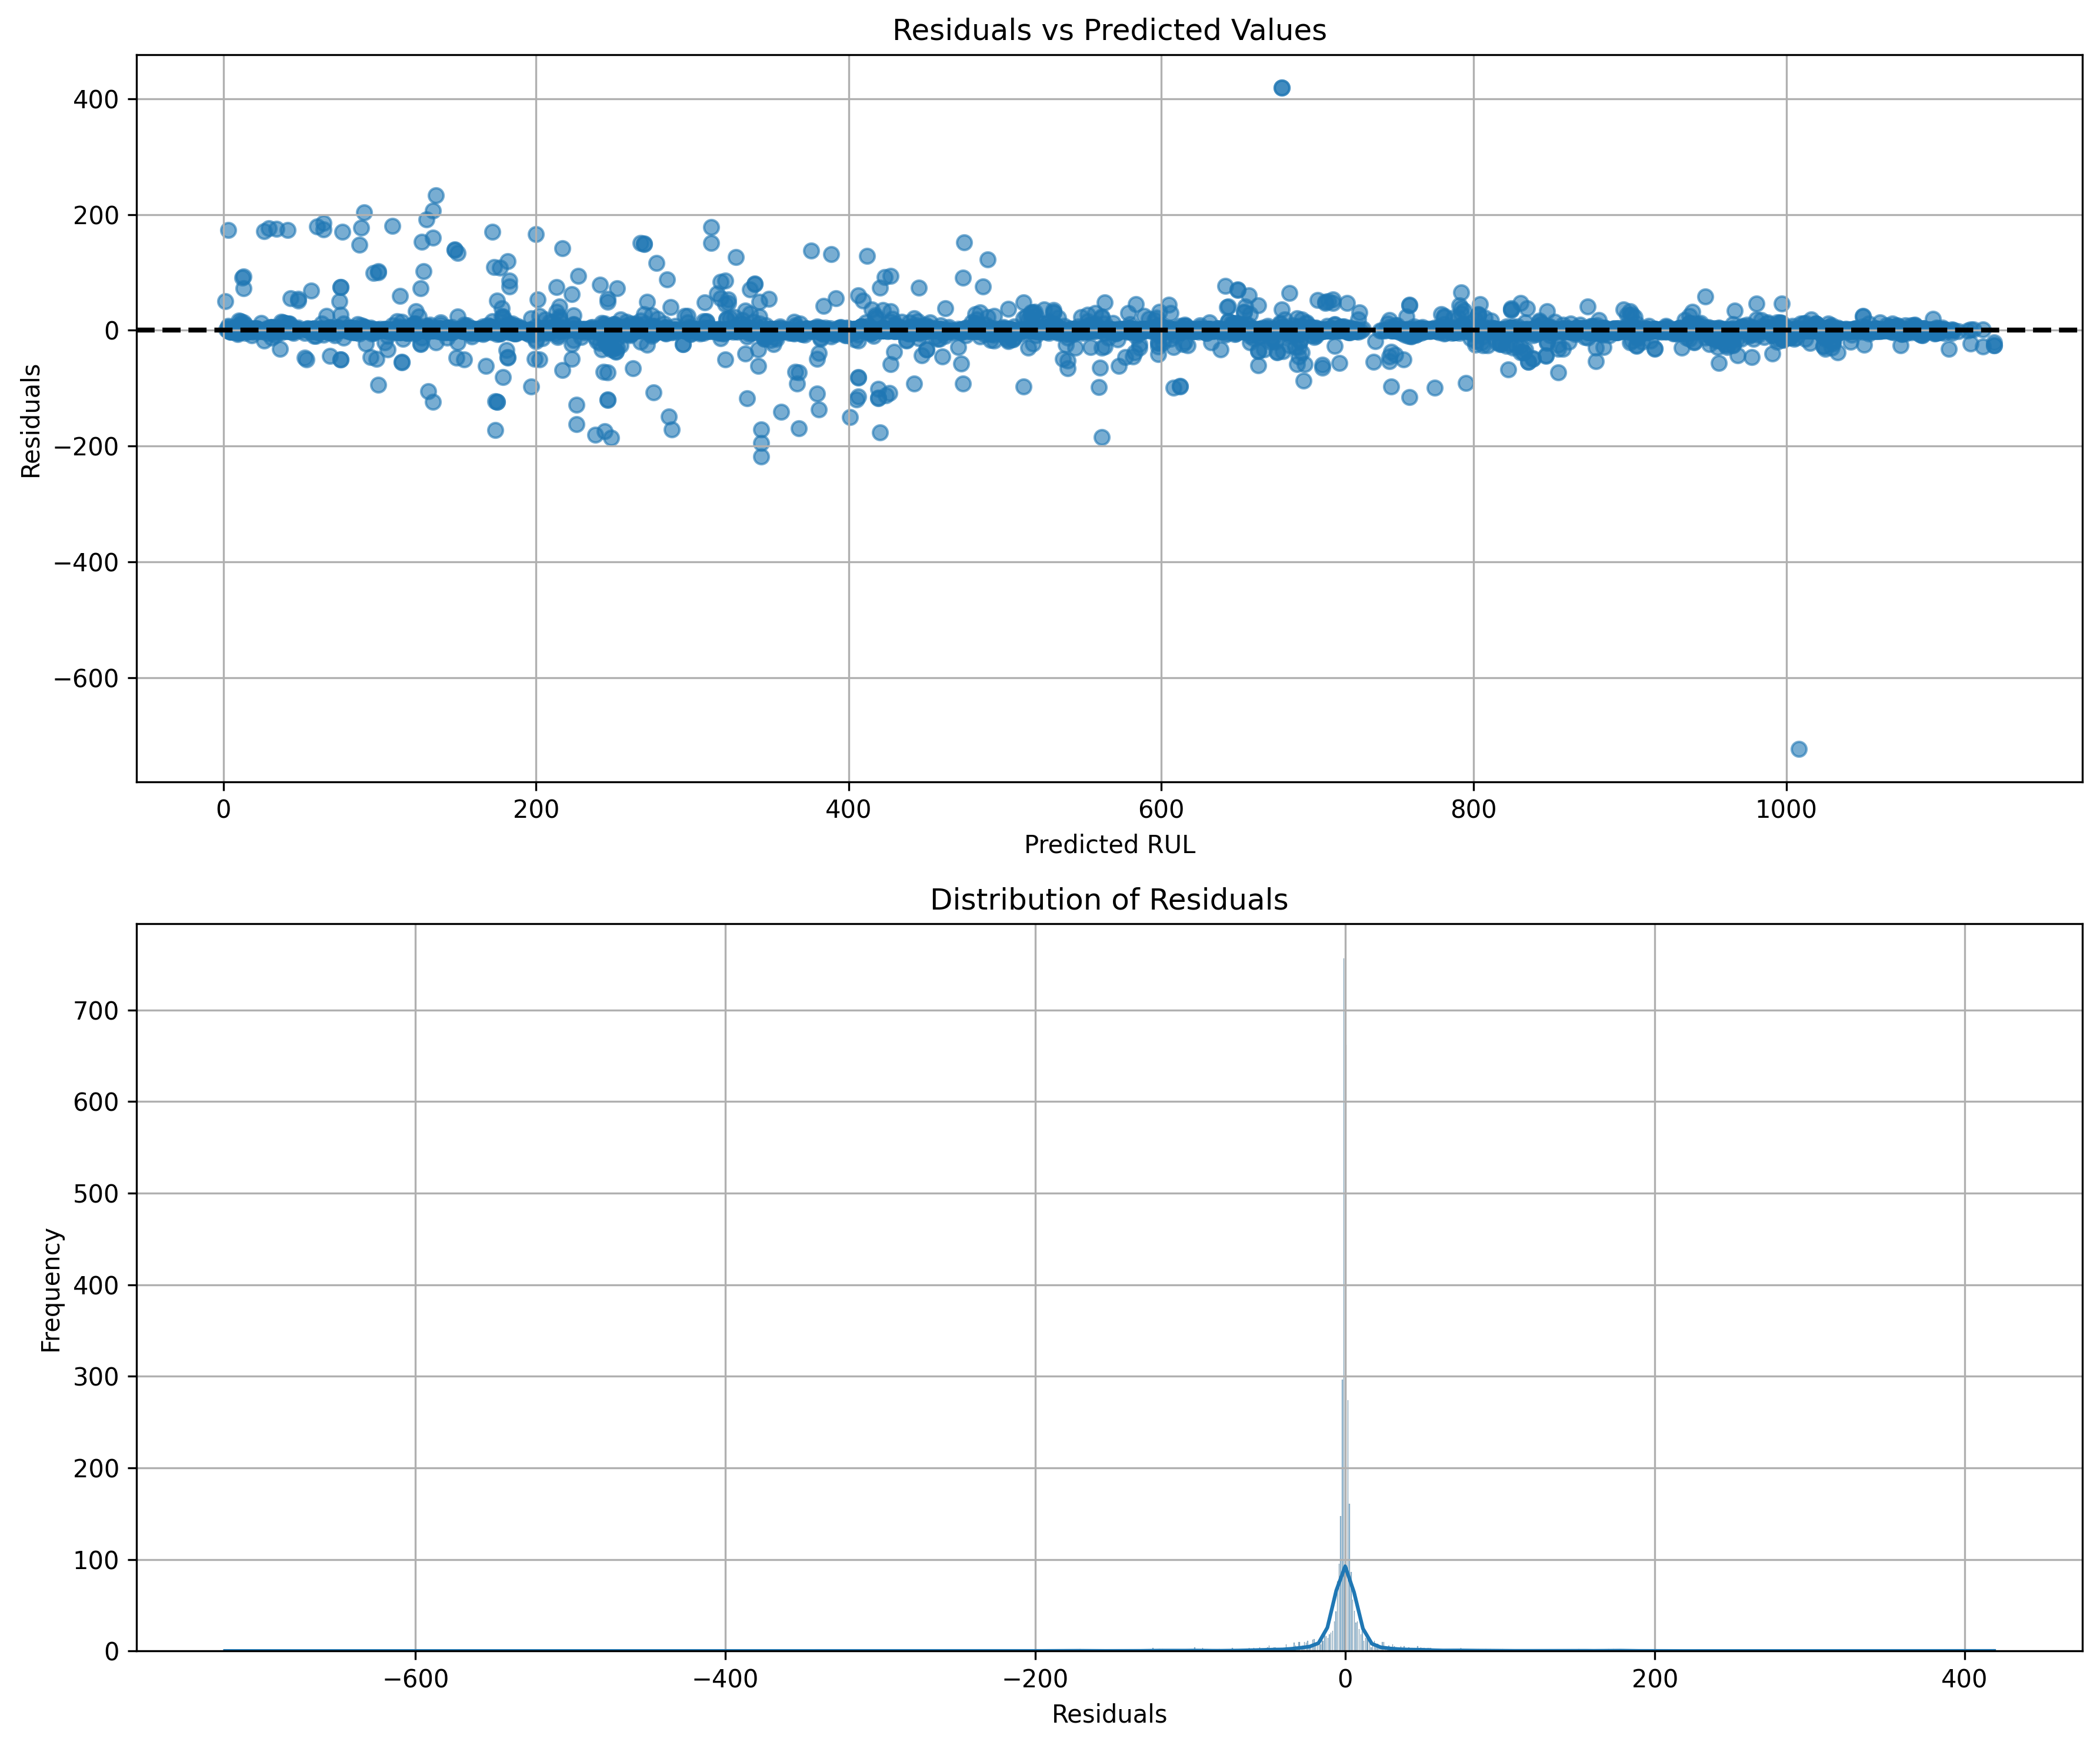 Residuals vs Predicted Values
400
200
0
−200
−400
−600
Residuals
0 200 400 600 800 1000
Predicted RUL
Distribution of Residuals
700
600
500
400
300
200
100
0
Frequency
−600 −400 −200 0 200 400
Residuals